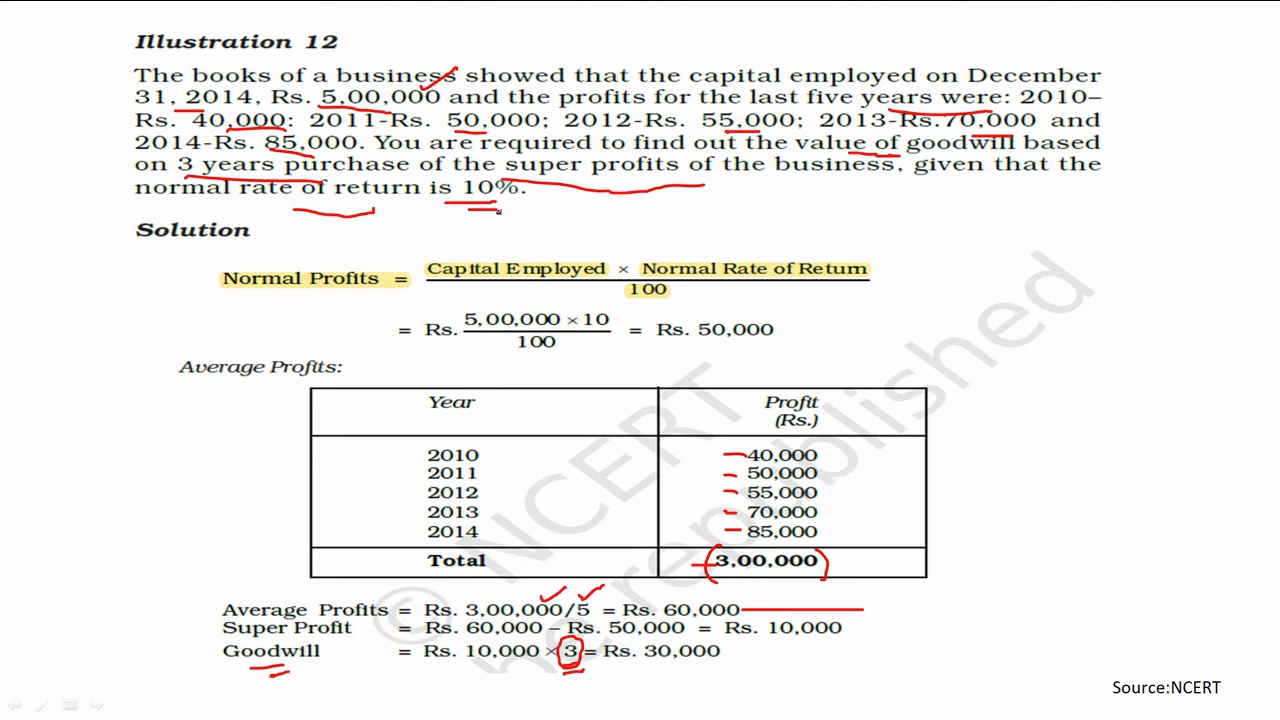 Illustration 12
The books of a business showed that the capital employed on December
31, 2014, Rs. 5,00,000 and the profits for the last five years were: 2010–
Rs. 40,000: 2011-Rs. 50,000; 2012-Rs. 55,000; 2013-Rs.70,000 and
2014-Rs. 85,000. You are required to find out the value of goodwill based
on 3 years purchase of the super profits of the business, given that the
normal rate of return is 10%.
Solution
Normal Profits = Capital Employed × Normal Rate of Return
100
= Rs. 5,00,000 × 10 = Rs. 50,000
100
Average Profits:
Year Profit
(Rs.)
2010 40,000
2011 50,000
2012 55,000
2013 70,000
2014 85,000
Total 3,00,000
Average Profits = Rs. 3,00,000/5 = Rs. 60,000
Super Profit = Rs. 60,000 – Rs. 50,000 = Rs. 10,000
Goodwill = Rs. 10,000 × 3 = Rs. 30,000
© NCERT
be republished
Source:NCERT